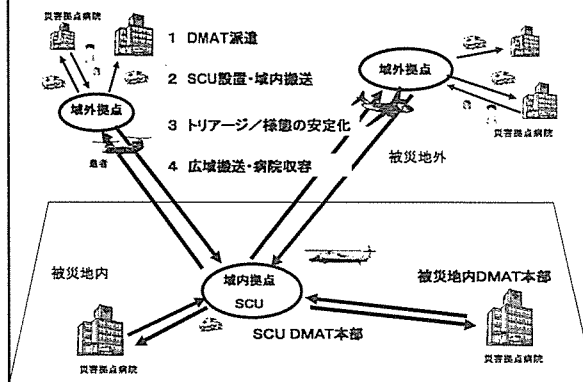 災害拠点病院
1 DMAT派遣
2 SCU設置・域内搬送
3 トリアージ/様態の安定化
4 広域搬送・病院収容
域外拠点
患者
域外拠点
災害拠点病院
被災地外
被災地内
域内拠点
SCU
SCU DMAT本部
被災地内DMAT本部
災害拠点病院
災害拠点病院